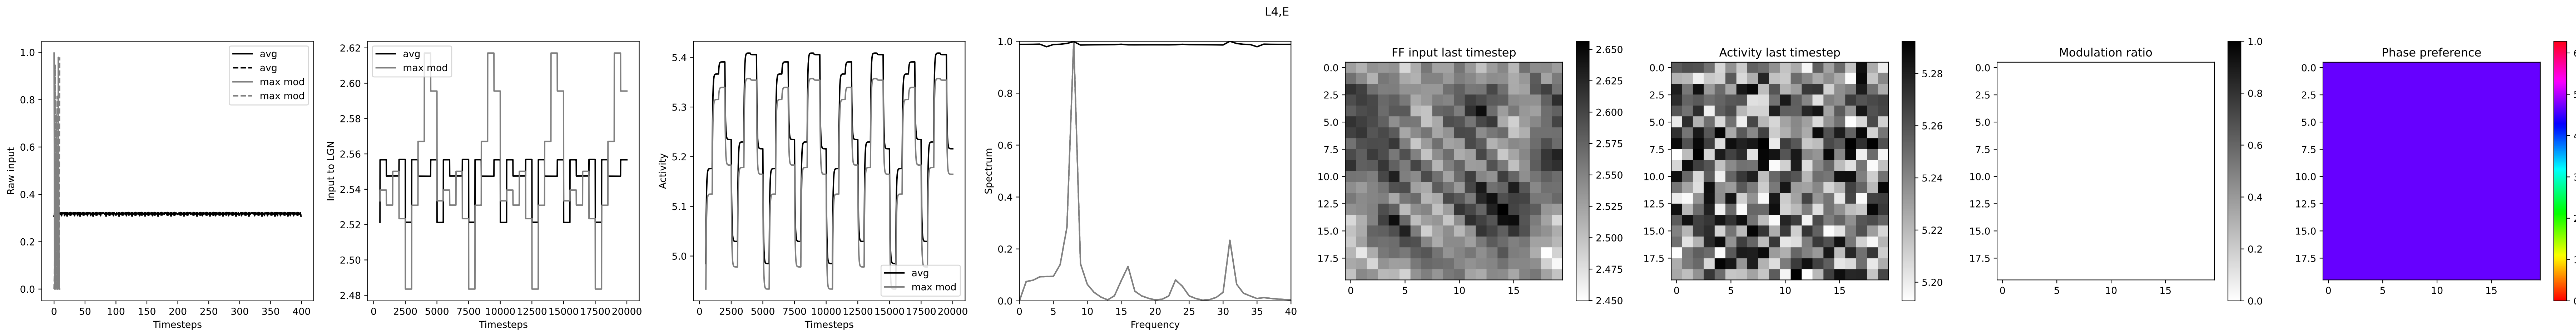 L4,E
Raw input
1.0
0.8
0.6
0.4
0.2
0.0
avg
avg
max mod
max mod
0 50 100 150 200 250 300 350 400
Timesteps
Input to LGN
2.62
2.60
2.58
2.56
2.54
2.52
2.50
2.48
avg
max mod
0 2500 5000 7500 10000 12500 15000 17500 20000
Timesteps
Activity
5.4
5.3
5.2
5.1
5.0
avg
max mod
0 2500 5000 7500 10000 12500 15000 17500 20000
Timesteps
Spectrum
1.0
0.8
0.6
0.4
0.2
0.0
0 5 10 15 20 25 30 35 40
Frequency
FF input last timestep
0.0
2.5
5.0
7.5
10.0
12.5
15.0
17.5
0 5 10 15
2.650
2.625
2.600
2.575
2.550
2.525
2.500
2.475
2.450
Activity last timestep
0.0
2.5
5.0
7.5
10.0
12.5
15.0
17.5
0 5 10 15
5.28
5.26
5.24
5.22
5.20
Modulation ratio
0.0
2.5
5.0
7.5
10.0
12.5
15.0
17.5
0 5 10 15
1.0
0.8
0.6
0.4
0.2
0.0
Phase preference
0.0
2.5
5.0
7.5
10.0
12.5
15.0
17.5
0 5 10 15